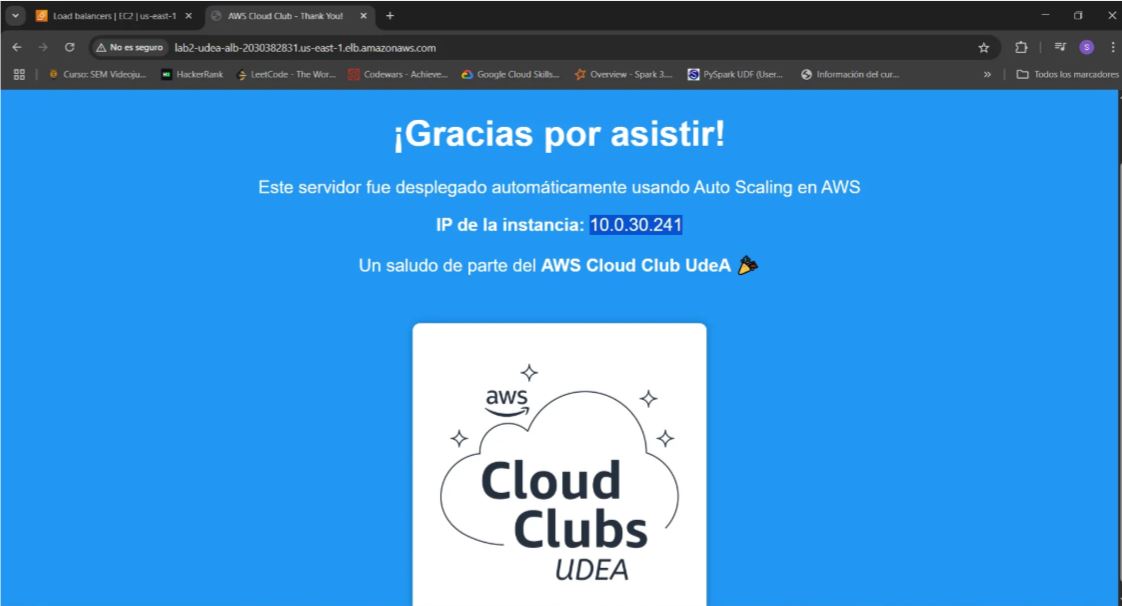 Load balancers | EC2 | us-east-1
AWS Cloud Club - Thank You!
No es seguro
lab2-udea-alb-2030382831.us-east-1.elb.amazonaws.com
S
Curso: SEM Videoju...
HackerRank
LeetCode - The Wor...
Codewars - Achieve...
Google Cloud Skills...
Overview - Spark 3....
PySpark UDF (User...
Información del cur...
»
Todos los marcadores
¡Gracias por asistir!
Este servidor fue desplegado automáticamente usando Auto Scaling en AWS
IP de la instancia: 10.0.30.241
Un saludo de parte del AWS Cloud Club UdeA 🎉
aws
Cloud
Clubs
UDEA